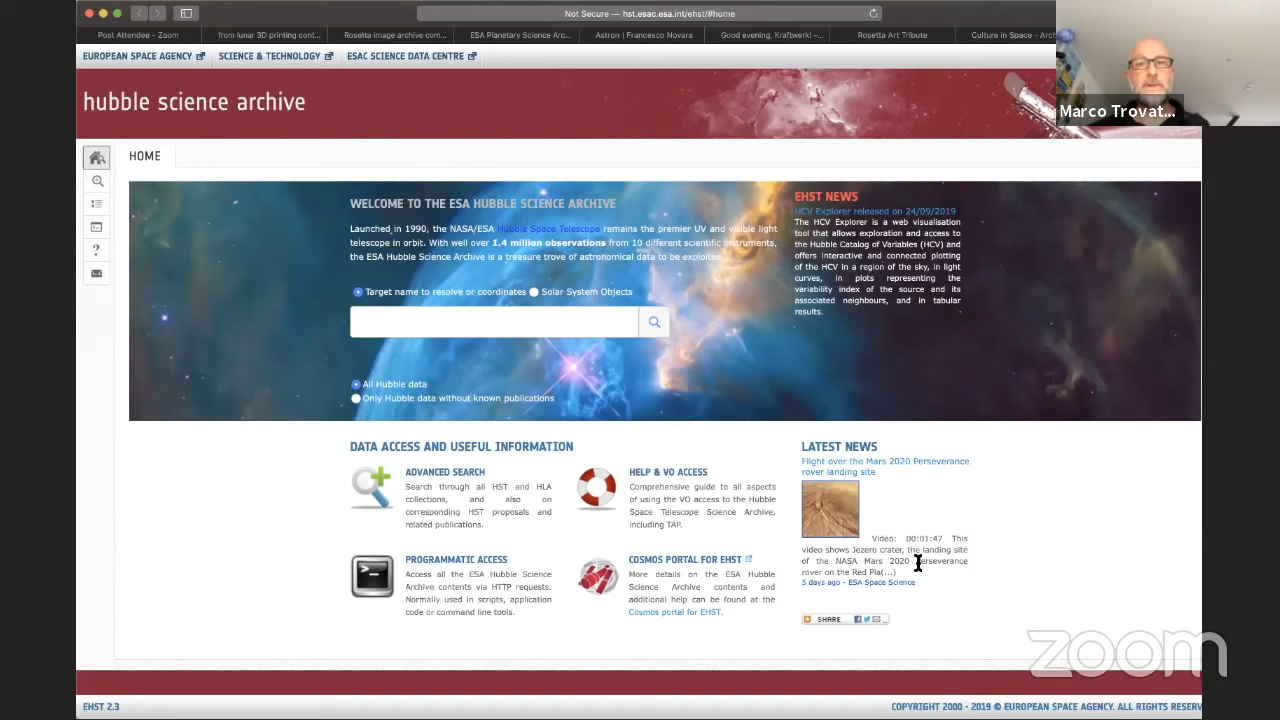 Not Secure — hst.esac.esa.int/ehst/#home
Post Attendee - Zoom
from lunar 3D printing cont...
Rosetta image archive com...
ESA Planetary Science Arc...
Astron | Francesco Novara
Good evening, Kraftwerk! –...
Rosetta Art Tribute
Culture in Space - Arch
EUROPEAN SPACE AGENCY
SCIENCE & TECHNOLOGY
ESAC SCIENCE DATA CENTRE
hubble science archive
Marco Trovat...
HOME
WELCOME TO THE ESA HUBBLE SCIENCE ARCHIVE
Launched in 1990, the NASA/ESA Hubble Space Telescope remains the premier UV and visible light
telescope in orbit. With well over 1.4 million observations from 10 different scientific instruments,
the ESA Hubble Science Archive is a treasure trove of astronomical data to be exploited.
Target name to resolve or coordinates
Solar System Objects
All Hubble data
Only Hubble data without known publications
EHST NEWS
HCV Explorer released on 24/09/2019
The HCV Explorer is a web visualisation
tool that allows exploration and access to
the Hubble Catalog of Variables (HCV) and
offers interactive and connected plotting
of the HCV in a region of the sky, in light
curves, in plots representing the
variability index of the source and its
associated neighbours, and in tabular
results.
DATA ACCESS AND USEFUL INFORMATION
ADVANCED SEARCH
Search through all HST and HLA
collections, and also on
corresponding HST proposals and
related publications.
HELP & VO ACCESS
Comprehensive guide to all aspects
of using the VO access to the Hubble
Space Telescope Science Archive,
including TAP.
PROGRAMMATIC ACCESS
Access all the ESA Hubble Science
Archive contents via HTTP requests.
Normally used in scripts, application
code or command line tools.
COSMOS PORTAL FOR EHST
More details on the ESA Hubble
Science Archive contents and
additional help can be found at the
Cosmos portal for EHST.
LATEST NEWS
Flight over the Mars 2020 Perseverance
rover landing site
Video: 00:01:47 This
video shows Jezero crater, the landing site
of the NASA Mars 2020 Perseverance
rover on the Red Pla(...)
5 days ago - ESA Space Science
SHARE
zoom
EHST 2.3
COPYRIGHT 2000 - 2019 © EUROPEAN SPACE AGENCY. ALL RIGHTS RESERV